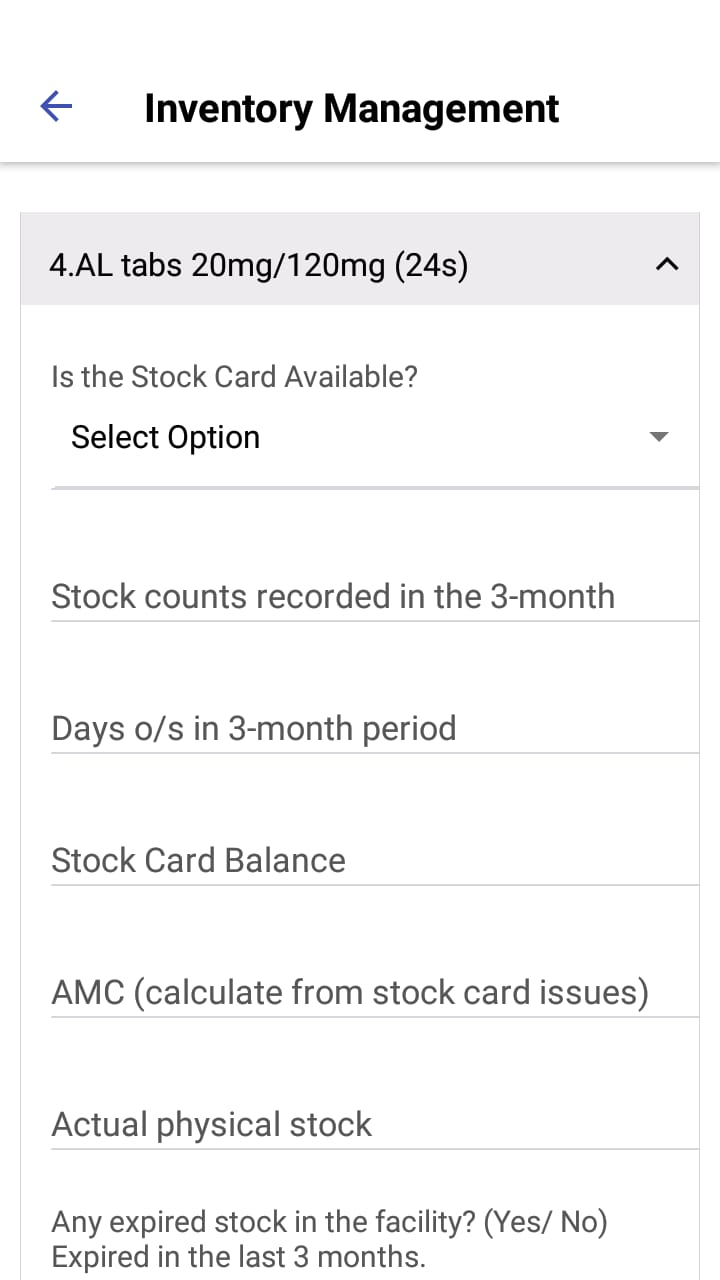 Inventory Management
4.AL tabs 20mg/120mg (24s)
Is the Stock Card Available?
Select Option
Stock counts recorded in the 3-month
Days o/s in 3-month period
Stock Card Balance
AMC (calculate from stock card issues)
Actual physical stock
Any expired stock in the facility? (Yes/ No)
Expired in the last 3 months.